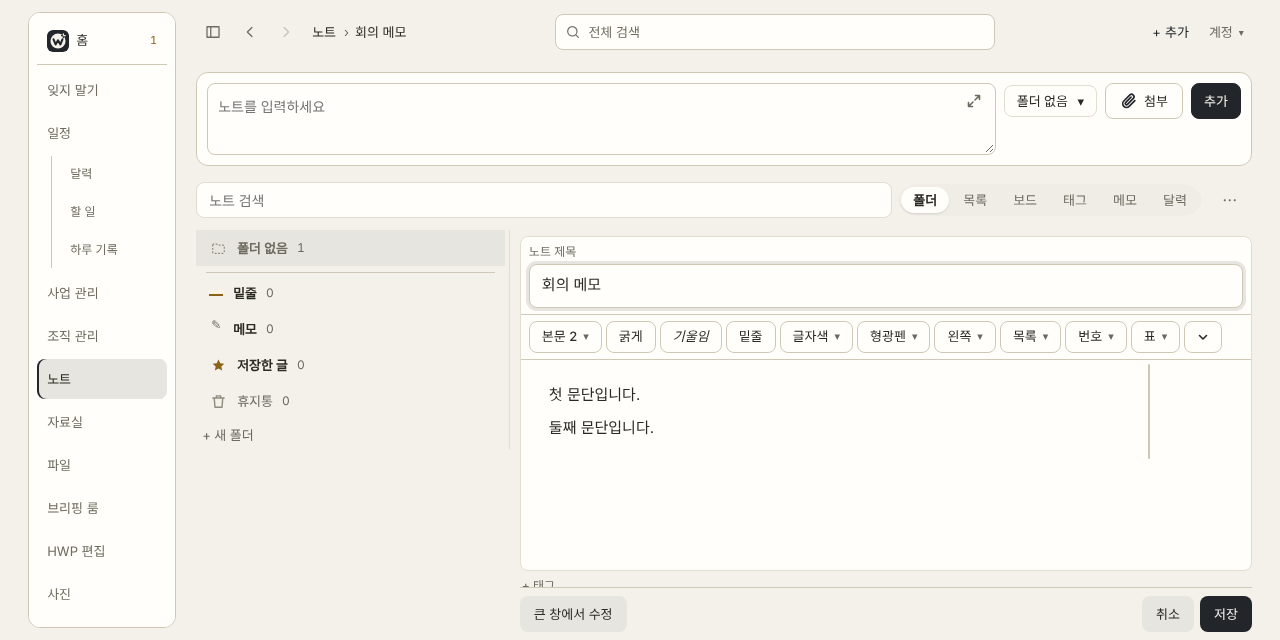 홈 1
잊지 말기
일정
달력
할 일
하루 기록
사업 관리
조직 관리
노트
자료실
파일
브리핑 룸
HWP 편집
사진
노트 › 회의 메모
전체 검색
+ 추가
계정 ▾
노트를 입력하세요
폴더 없음 ▾
첨부
추가
노트 검색
폴더 목록 보드 태그 메모 달력 ···
폴더 없음 1
밑줄 0
메모 0
저장한 글 0
휴지통 0
+ 새 폴더
노트 제목
회의 메모
본문 2 ▾ 굵게 기울임 밑줄 글자색 ▾ 형광펜 ▾ 왼쪽 ▾ 목록 ▾ 번호 ▾ 표 ▾
첫 문단입니다.
둘째 문단입니다.
+ 태그
큰 창에서 수정
취소
저장